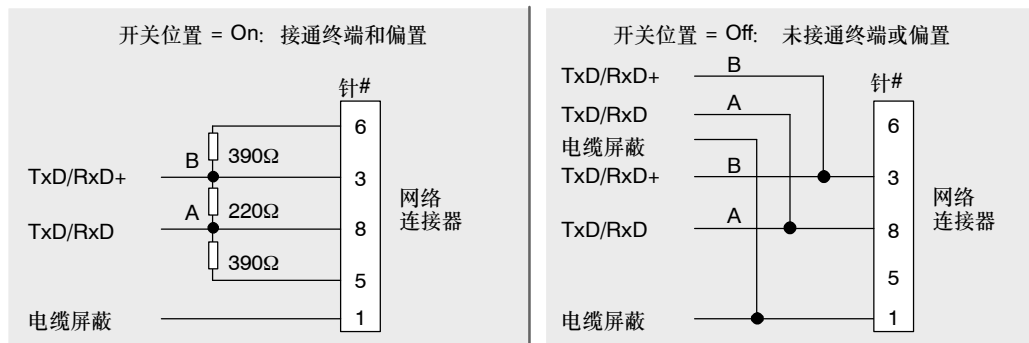 开关位置 = On: 接通终端和偏置
针#
6
390Ω
B
TxD/RxD+
3
220Ω
A
TxD/RxD
8
网络
连接器
390Ω
5
电缆屏蔽
1
开关位置 = Off: 未接通终端或偏置
TxD/RxD+
B
针#
TxD/RxD
A
6
电缆屏蔽
TxD/RxD+
B
3
网络
连接器
TxD/RxD
A
8
5
电缆屏蔽
1